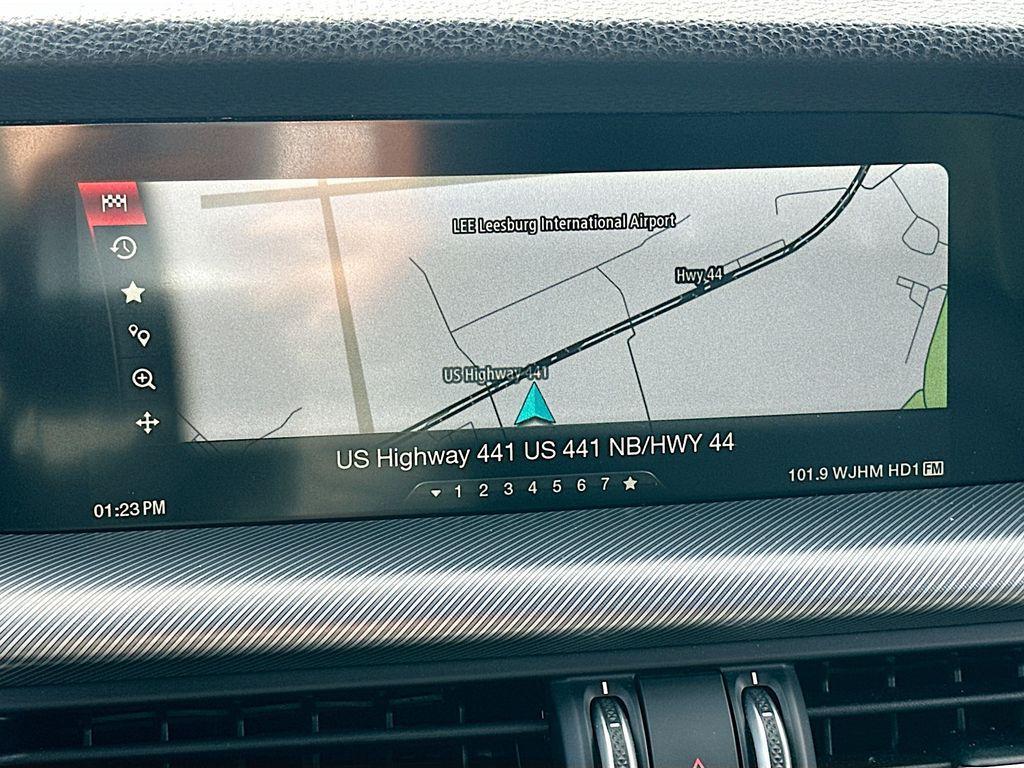 LEE Leesburg International Airport
Hwy 44
US Highway 441
US Highway 441 US 441 NB/HWY 44
1 2 3 4 5 6 7
101.9 WJHM HD1 FM
01:23 PM